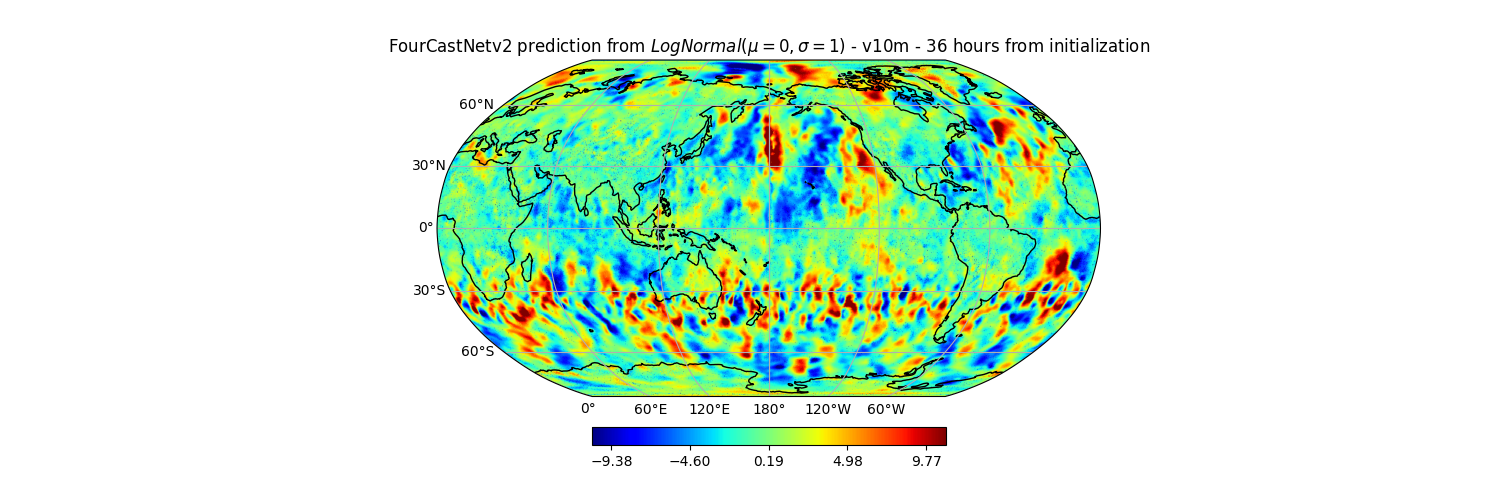 FourCastNetv2 prediction from LogNormal(μ = 0, σ = 1) - v10m - 36 hours from initialization
60°N
30°N
0°
30°S
60°S
0° 60°E 120°E 180° 120°W 60°W
−9.38 −4.60 0.19 4.98 9.77